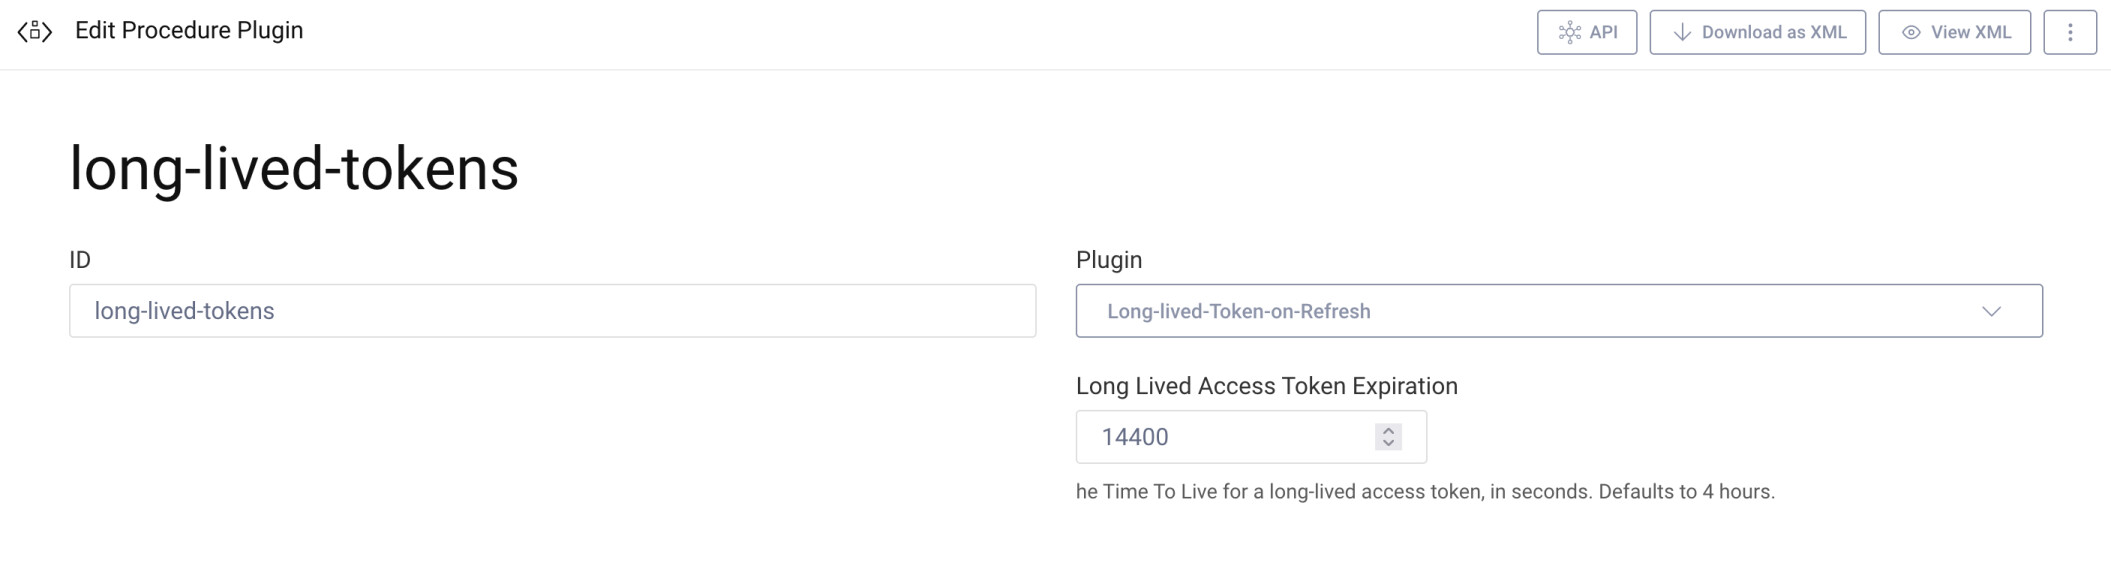 Edit Procedure Plugin
API
Download as XML
View XML
long-lived-tokens
ID
Plugin
long-lived-tokens
Long-lived-Token-on-Refresh
Long Lived Access Token Expiration
14400
he Time To Live for a long-lived access token, in seconds. Defaults to 4 hours.